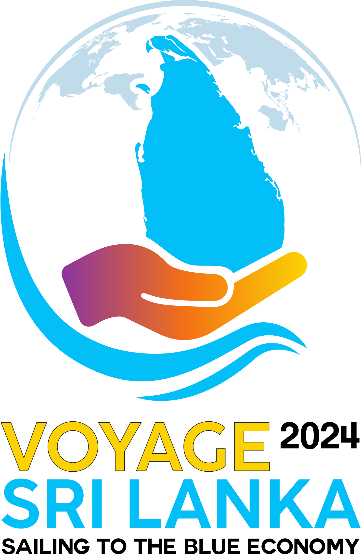 VOYAGE 2024
SRI LANKA
SAILING TO THE BLUE ECONOMY